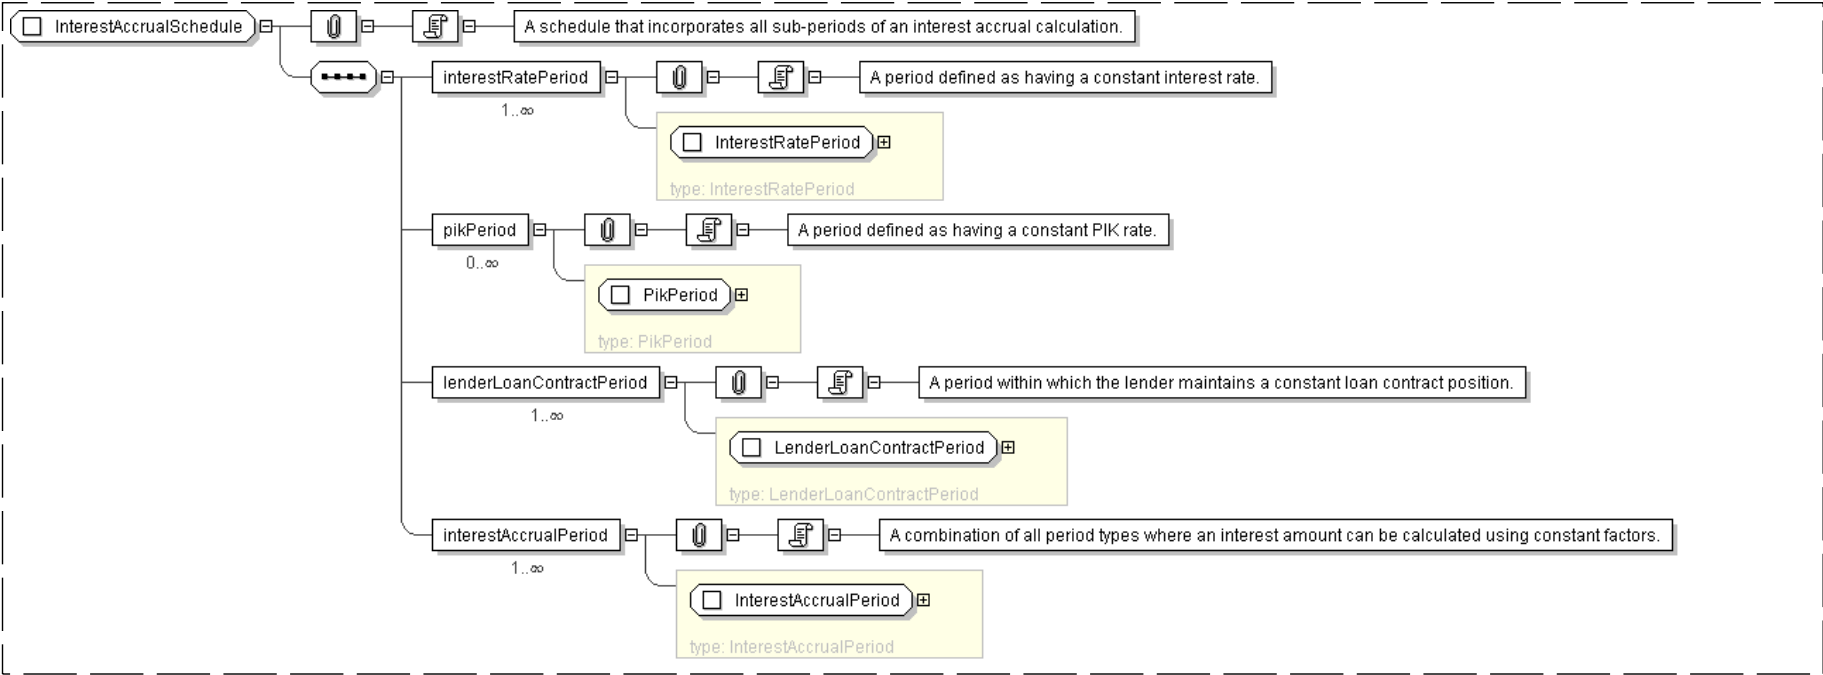 InterestAccrualSchedule
A schedule that incorporates all sub-periods of an interest accrual calculation.
interestRatePeriod
A period defined as having a constant interest rate.
1..∞
InterestRatePeriod
type: InterestRatePeriod
pikPeriod
A period defined as having a constant PIK rate.
0..∞
PikPeriod
type: PikPeriod
lenderLoanContractPeriod
A period within which the lender maintains a constant loan contract position.
1..∞
LenderLoanContractPeriod
type: LenderLoanContractPeriod
interestAccrualPeriod
A combination of all period types where an interest amount can be calculated using constant factors.
1..∞
InterestAccrualPeriod
type: InterestAccrualPeriod